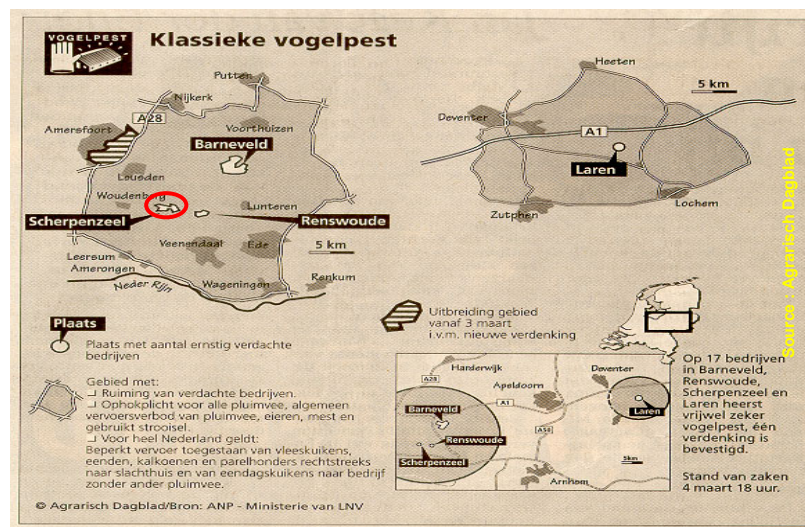 VOGELPEST
Klassieke vogelpest
Putten
Nijkerk
A28
Amersfoort
Voorthuizen
Barneveld
Leusden
Woudenberg
Lunteren
Scherpenzeel
Renswoude
Veenendaal
Ede
5 km
Leersum
Amerongen
Neder Rijn
Wageningen
Renkum
Heeten
5 km
Deventer
A1
Laren
Lochem
Zutphen
Source : Agrarisch Dagblad
Plaats
Plaats met aantal ernstig verdachte
bedrijven
Gebied met:
❑ Ruiming van verdachte bedrijven.
❑ Ophokplicht voor alle pluimvee, algemeen
vervoersverbod van pluimvee, eieren, mest en
gebruikt strooisel.
❑ Voor heel Nederland geldt:
Beperkt vervoer toegestaan van vleeskuikens,
eenden, kalkoenen en parelhoenders rechtstreeks
naar slachthuis en van eendagskuikens naar bedrijf
zonder ander pluimvee.
Uitbreiding gebied
vanaf 3 maart
i.v.m. nieuwe verdenking
Harderwijk
A28
Deventer
Apeldoorn
Barneveld
A1
Laren
A50
Renswoude
Scherpenzeel
5km
Arnhem
Op 17 bedrijven
in Barneveld,
Renswoude,
Scherpenzeel en
Laren heerst
vrijwel zeker
vogelpest, één
verdenking is
bevestigd.
Stand van zaken
4 maart 18 uur.
© Agrarisch Dagblad/Bron: ANP - Ministerie van LNV